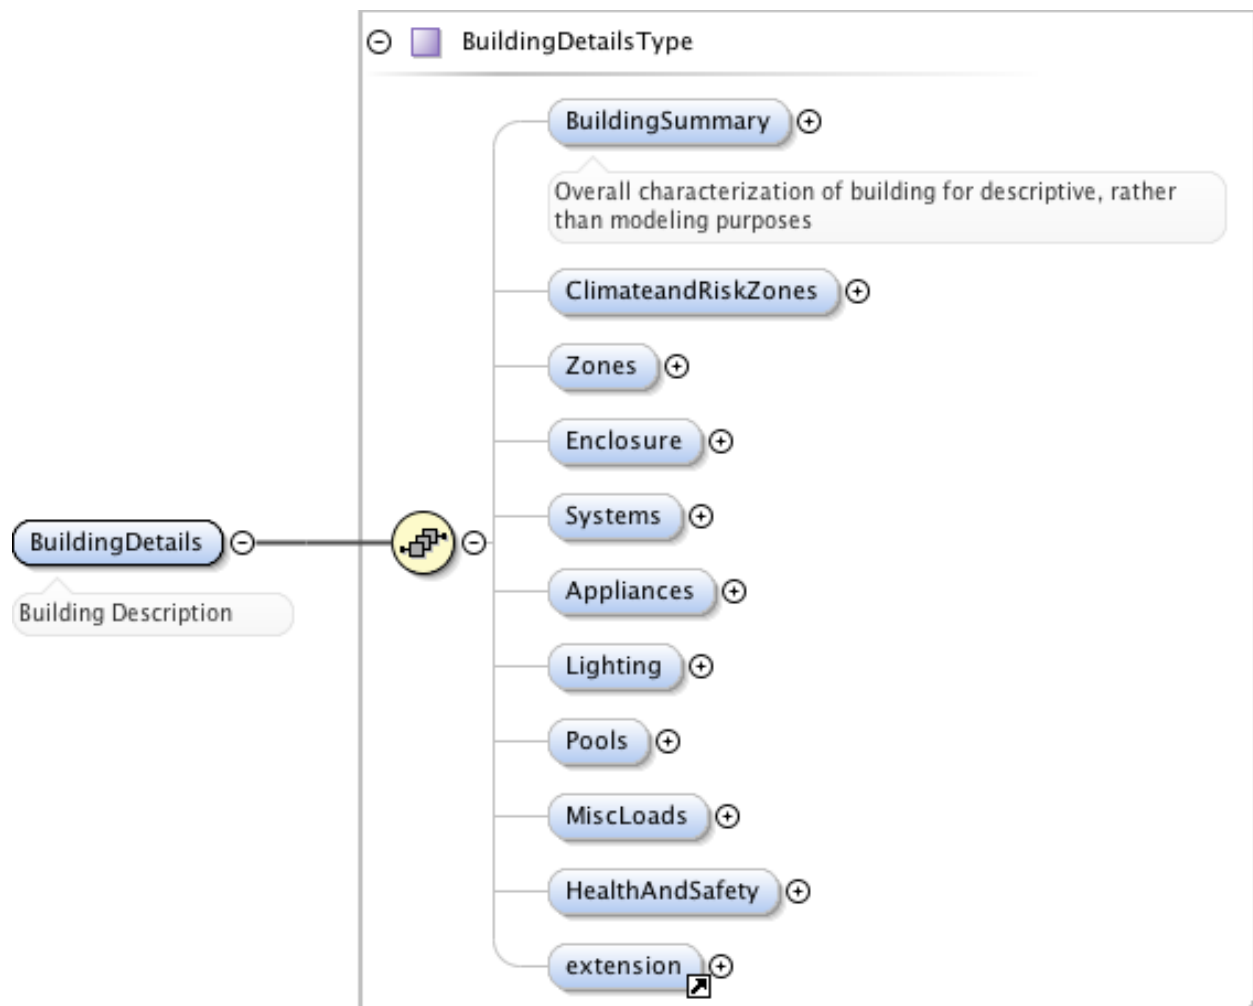 BuildingDetailsType
BuildingSummary
Overall characterization of building for descriptive, rather
than modeling purposes
ClimateandRiskZones
Zones
Enclosure
Systems
BuildingDetails
Building Description
Appliances
Lighting
Pools
MiscLoads
HealthAndSafety
extension